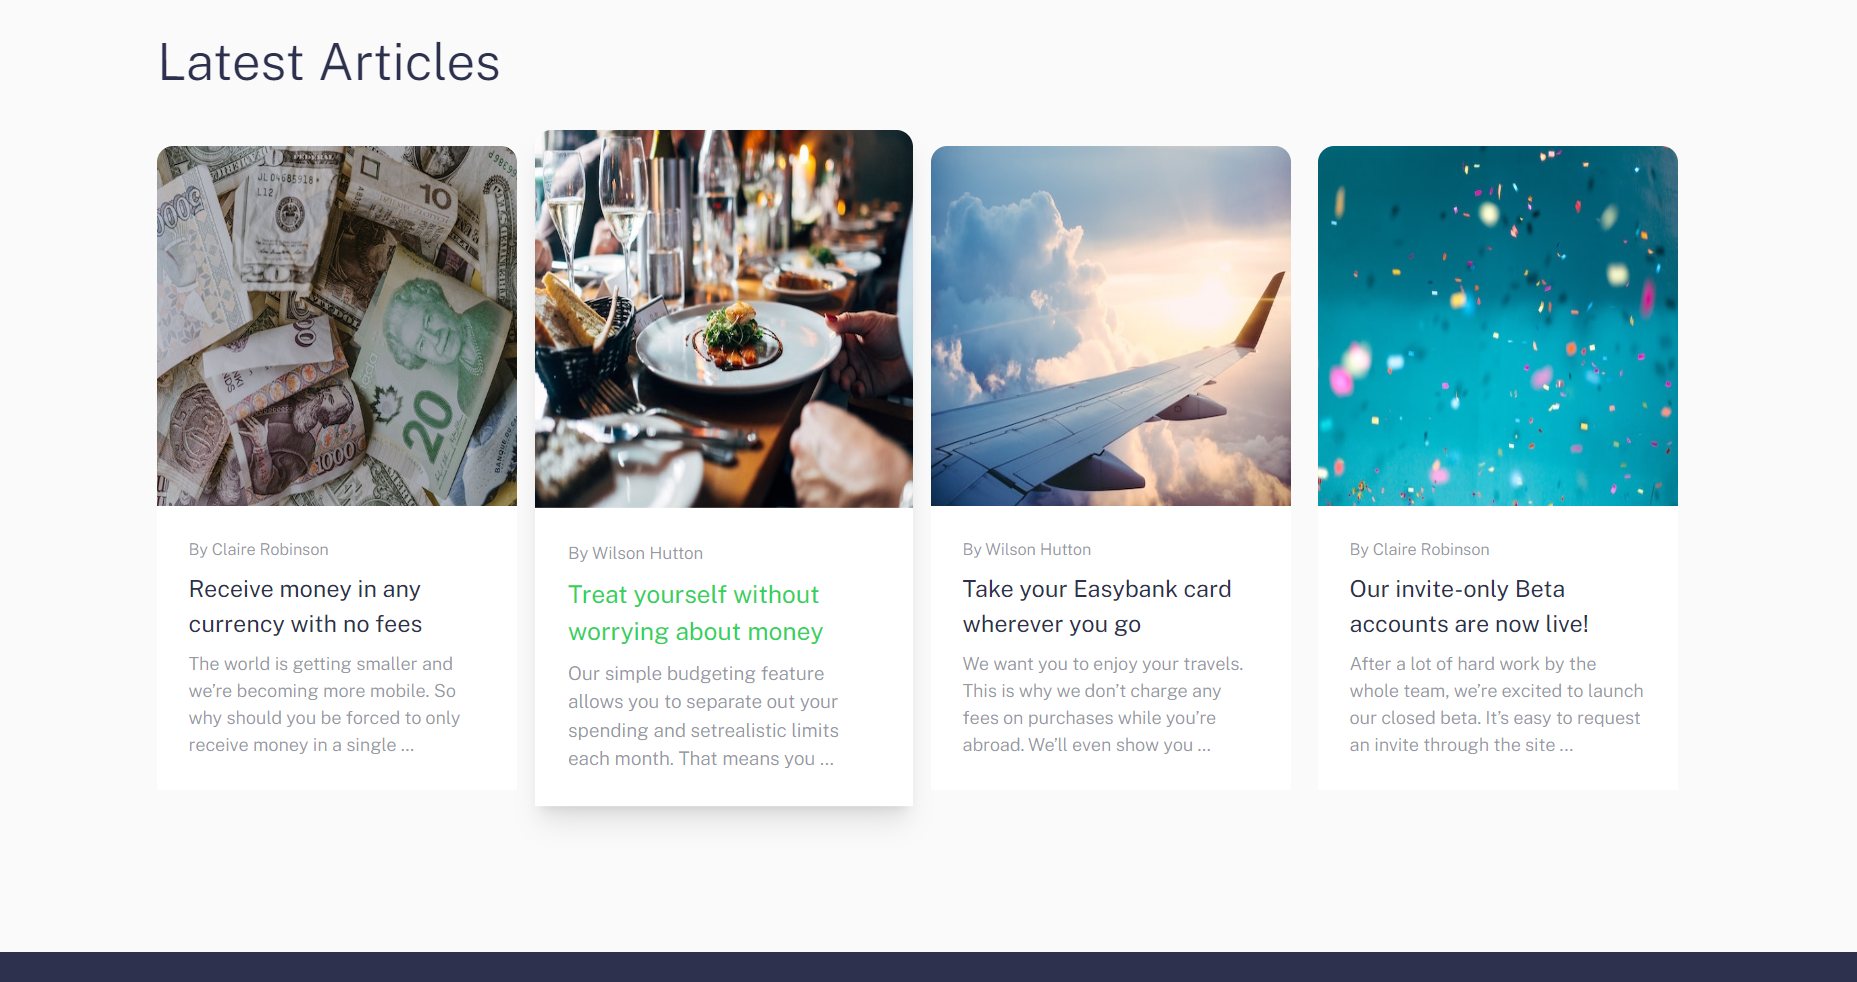 Latest Articles
By Claire Robinson
Receive money in any
currency with no fees
The world is getting smaller and
we’re becoming more mobile. So
why should you be forced to only
receive money in a single ...
By Wilson Hutton
Treat yourself without
worrying about money
Our simple budgeting feature
allows you to separate out your
spending and setrealistic limits
each month. That means you ...
By Wilson Hutton
Take your Easybank card
wherever you go
We want you to enjoy your travels.
This is why we don’t charge any
fees on purchases while you’re
abroad. We’ll even show you ...
By Claire Robinson
Our invite-only Beta
accounts are now live!
After a lot of hard work by the
whole team, we’re excited to launch
our closed beta. It’s easy to request
an invite through the site ...
FEDERAL
JL 04685918*
L12
10
20
1000